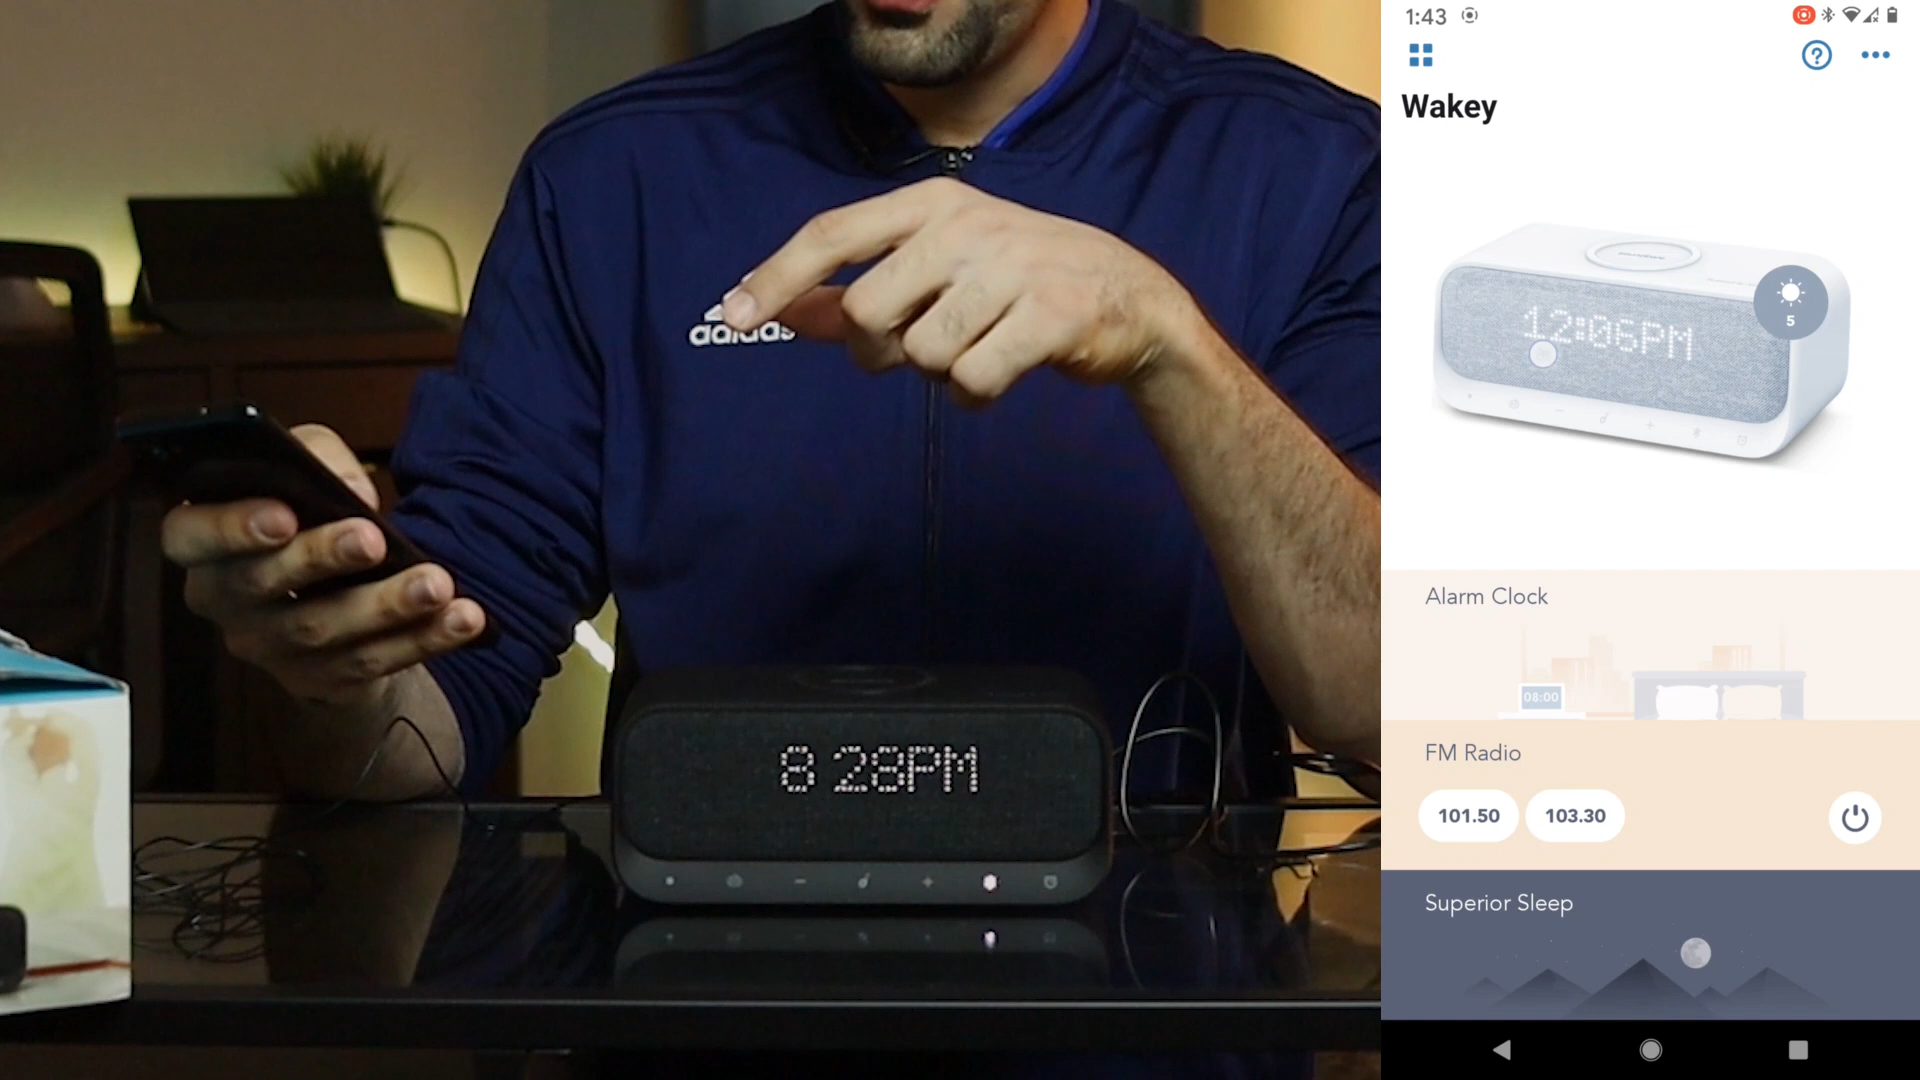 adidas
8 28PM
1:43
Wakey
12:06PM
5
Alarm Clock
08:00
FM Radio
101.50 103.30
Superior Sleep